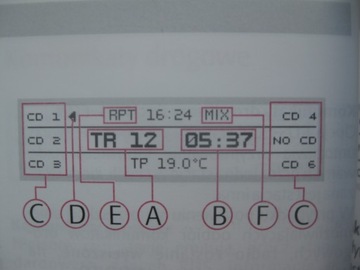 CD 1 RPT 16:24 MIX CD 4
CD 2 TR 12 05:37 NO CD
CD 3 TP 19.0°C CD 6
C D E A B F C